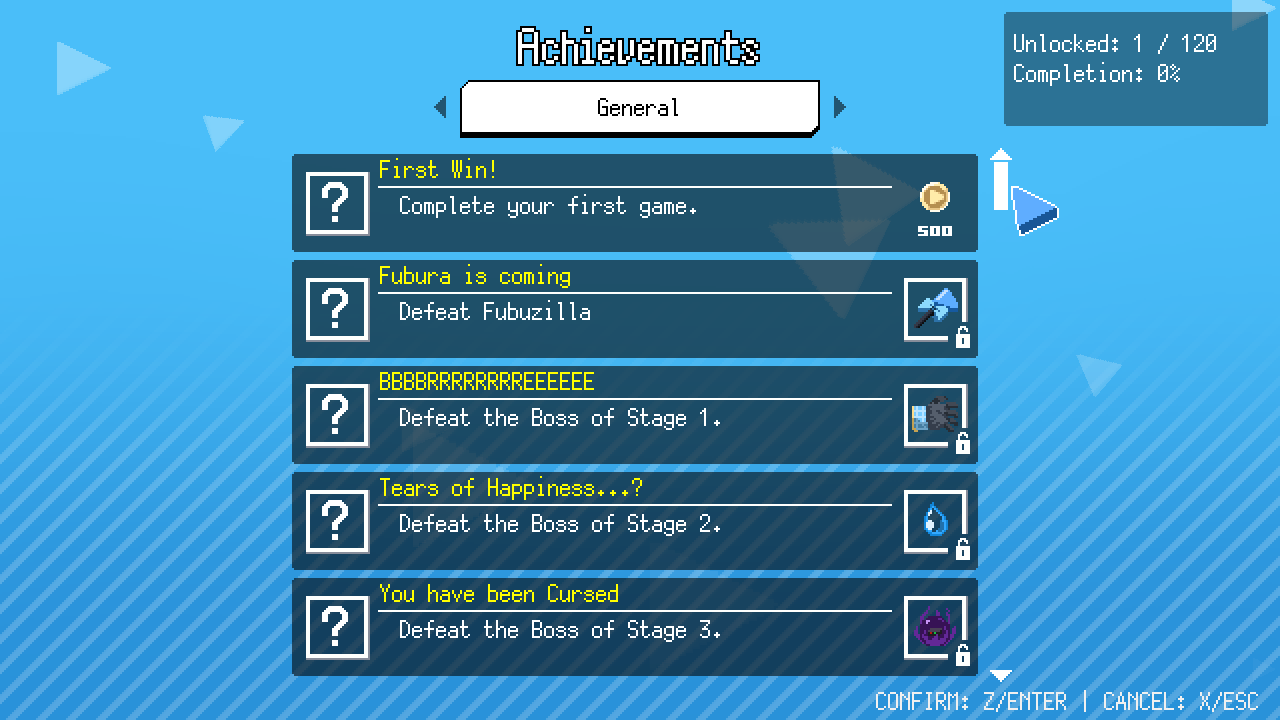 Achievements
Unlocked: 1 / 120
Completion: 0%
General
First Win!
?
Complete your first game.
500
Fubura is coming
?
Defeat Fubuzilla
BBBBRRRRRRRRREEEEEE
?
Defeat the Boss of Stage 1.
Tears of Happiness...?
?
Defeat the Boss of Stage 2.
You have been Cursed
?
Defeat the Boss of Stage 3.
CONFIRM: Z/ENTER | CANCEL: X/ESC